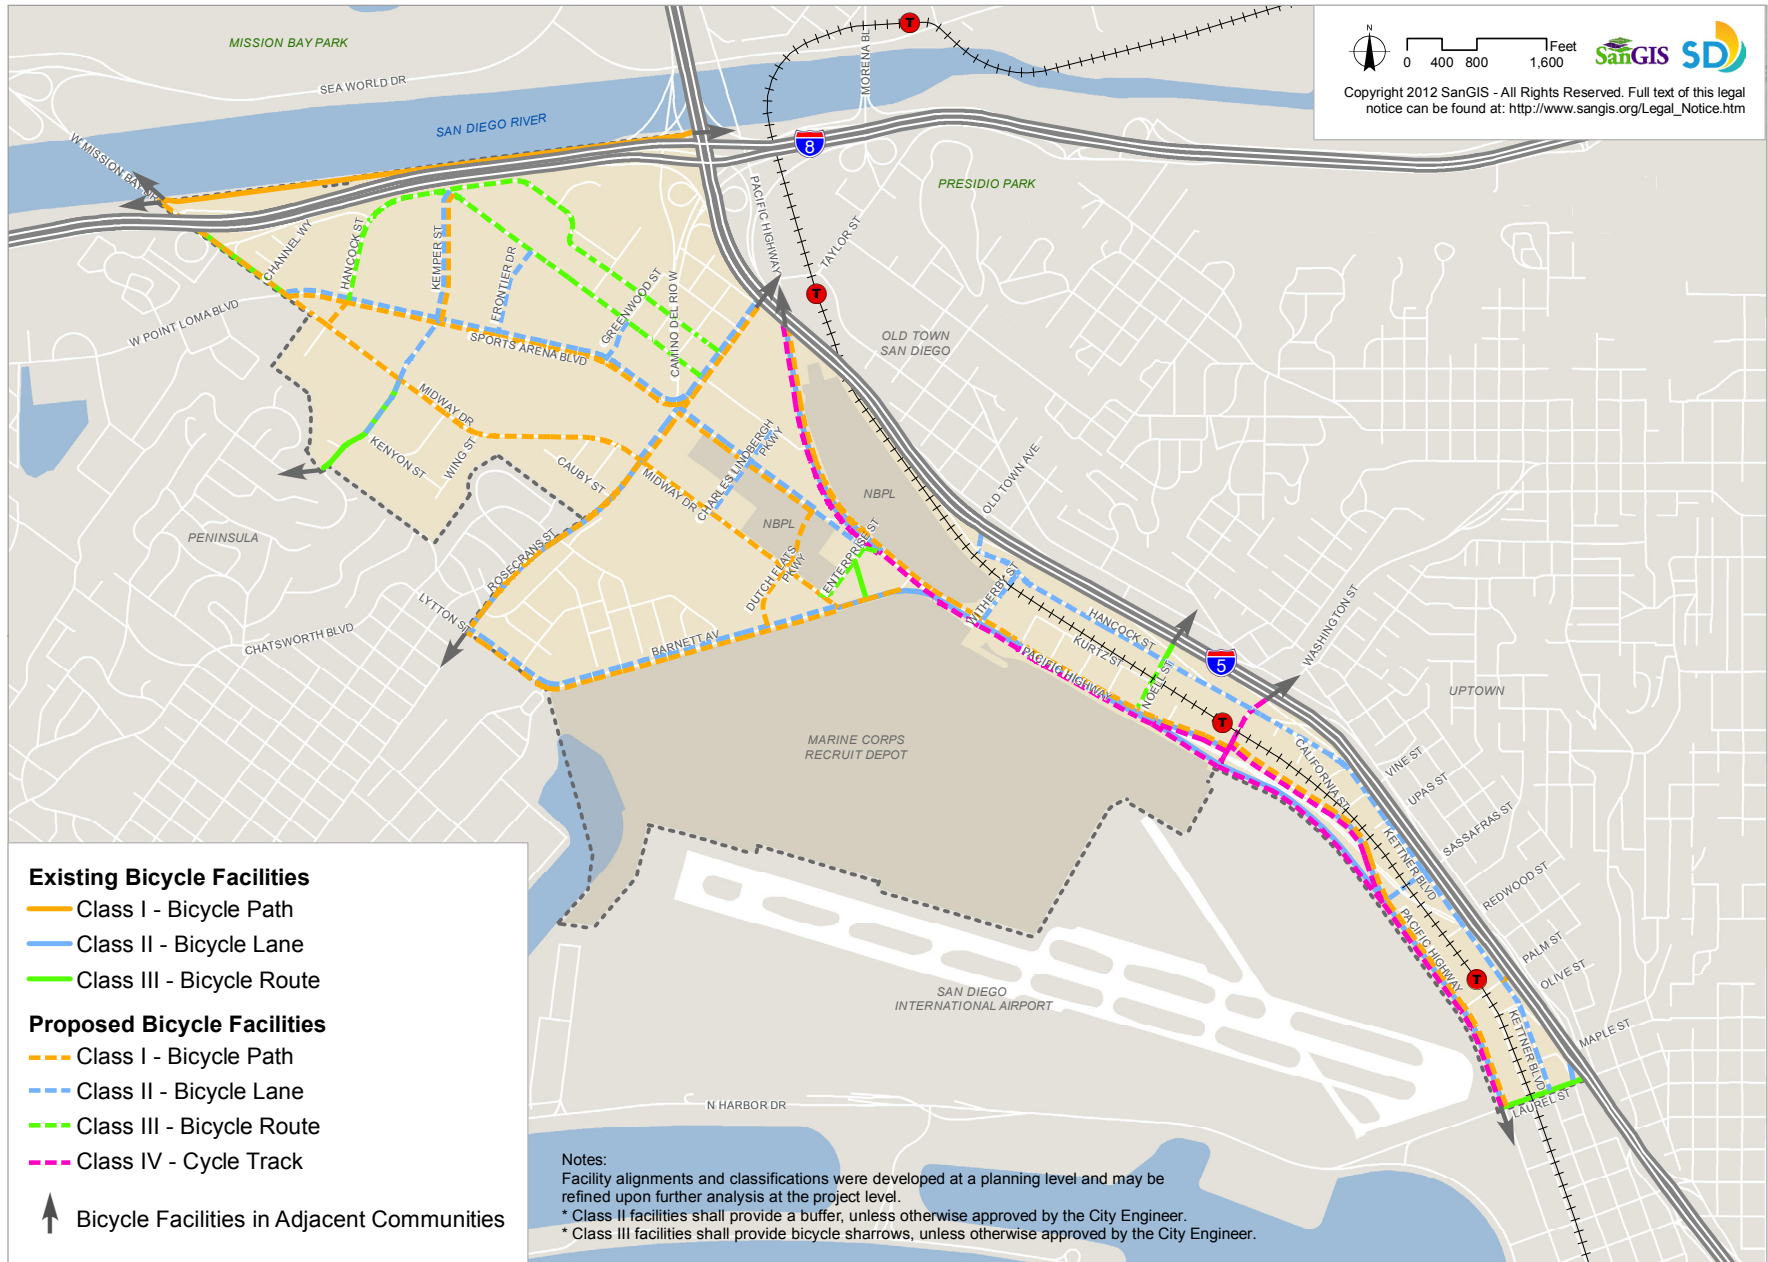 MISSION BAY PARK
SEA WORLD DR
SAN DIEGO RIVER
W MISSION BAY DR
MORENA BL
T
N
0 400 800 1,600
Feet
SanGIS
SD
Copyright 2012 SanGIS - All Rights Reserved. Full text of this legal
notice can be found at: http://www.sangis.org/Legal_Notice.htm
8
PRESIDIO PARK
PACIFIC HIGHWAY
TAYLOR ST
T
CHANNEL WY
HANCOCK ST
KEMPER ST
FRONTIER DR
GREENWOOD ST
CAMINO DEL RIO W
W POINT LOMA BLVD
SPORTS ARENA BLVD
OLD TOWN
SAN DIEGO
MIDWAY DR
KENYON ST
WING ST
CAUBY ST
MIDWAY DR
CHARLES LINDBERGH
PKWY
NBPL
NBPL
OLD TOWN AVE
PENINSULA
ROSECRANS ST
DUTCH FLATS
PKWY
ENTERPRISE ST
WITHERBY ST
LYTTON ST
CHATSWORTH BLVD
BARNETT AV
HANCOCK ST
KURTZ ST
PACIFIC HIGHWAY
NOELL ST
WASHINGTON ST
5
UPTOWN
T
MARINE CORPS
RECRUIT DEPOT
CALIFORNIA ST
VINE ST
UPAS ST
SASSAFRAS ST
KETTNER BLVD
REDWOOD ST
PACIFIC HIGHWAY
PALM ST
OLIVE ST
T
SAN DIEGO
INTERNATIONAL AIRPORT
KETTNER BLVD
MAPLE ST
LAUREL ST
N HARBOR DR
Existing Bicycle Facilities
Class I - Bicycle Path
Class II - Bicycle Lane
Class III - Bicycle Route
Proposed Bicycle Facilities
Class I - Bicycle Path
Class II - Bicycle Lane
Class III - Bicycle Route
Class IV - Cycle Track
Bicycle Facilities in Adjacent Communities
Notes:
Facility alignments and classifications were developed at a planning level and may be
refined upon further analysis at the project level.
* Class II facilities shall provide a buffer, unless otherwise approved by the City Engineer.
* Class III facilities shall provide bicycle sharrows, unless otherwise approved by the City Engineer.